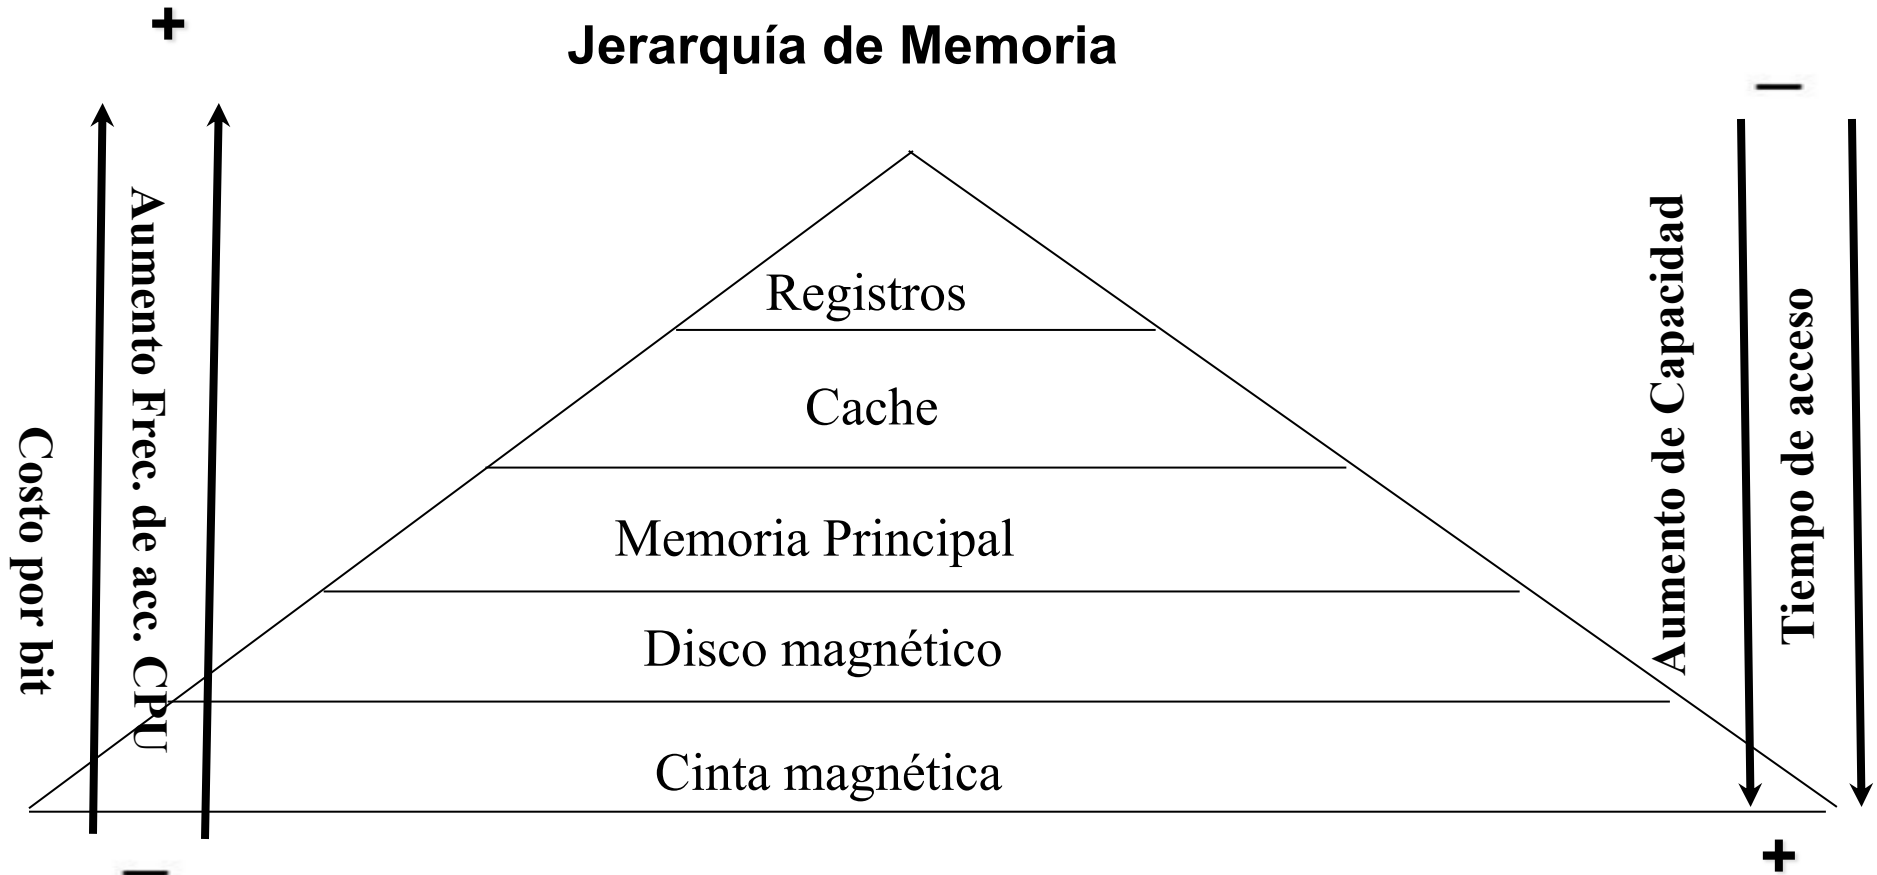 +
Jerarquía de Memoria
–
Costo por bit
Aumento Frec. de acc. CPU
Registros
Cache
Memoria Principal
Disco magnético
Cinta magnética
Aumento de Capacidad
Tiempo de acceso
–
+